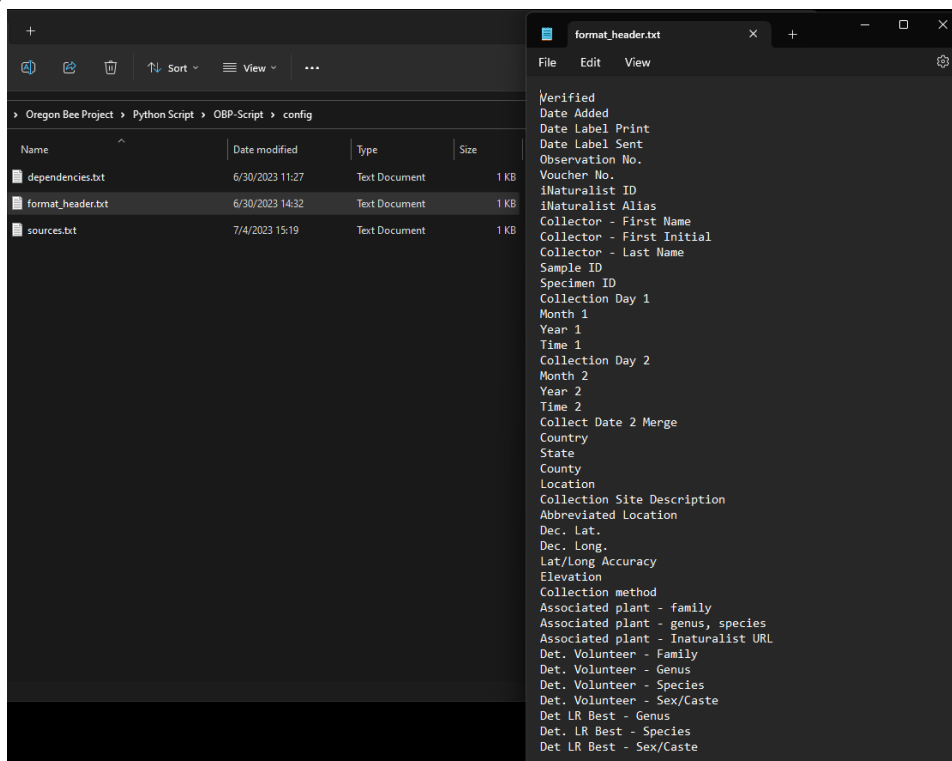 Sort
View
Oregon Bee Project > Python Script > OBP-Script > config
Name Date modified Type Size
dependencies.txt 6/30/2023 11:27 Text Document 1 KB
format_header.txt 6/30/2023 14:32 Text Document 1 KB
sources.txt 7/4/2023 15:19 Text Document 1 KB
format_header.txt
File Edit View
Verified
Date Added
Date Label Print
Date Label Sent
Observation No.
Voucher No.
iNaturalist ID
iNaturalist Alias
Collector - First Name
Collector - First Initial
Collector - Last Name
Sample ID
Specimen ID
Collection Day 1
Month 1
Year 1
Time 1
Collection Day 2
Month 2
Year 2
Time 2
Collect Date 2 Merge
Country
State
County
Location
Collection Site Description
Abbreviated Location
Dec. Lat.
Dec. Long.
Lat/Long Accuracy
Elevation
Collection method
Associated plant - family
Associated plant - genus, species
Associated plant - Inaturalist URL
Det. Volunteer - Family
Det. Volunteer - Genus
Det. Volunteer - Species
Det. Volunteer - Sex/Caste
Det LR Best - Genus
Det. LR Best - Species
Det LR Best - Sex/Caste